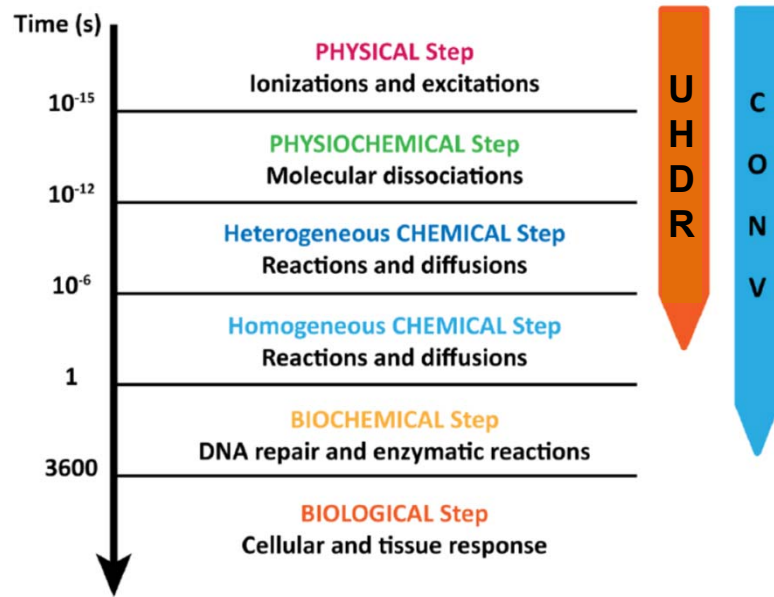 Time (s)
PHYSICAL Step
Ionizations and excitations
10⁻¹⁵
PHYSIOCHEMICAL Step
Molecular dissociations
10⁻¹²
Heterogeneous CHEMICAL Step
Reactions and diffusions
10⁻⁶
Homogeneous CHEMICAL Step
Reactions and diffusions
1
BIOCHEMICAL Step
DNA repair and enzymatic reactions
3600
BIOLOGICAL Step
Cellular and tissue response
UHDR
CONV